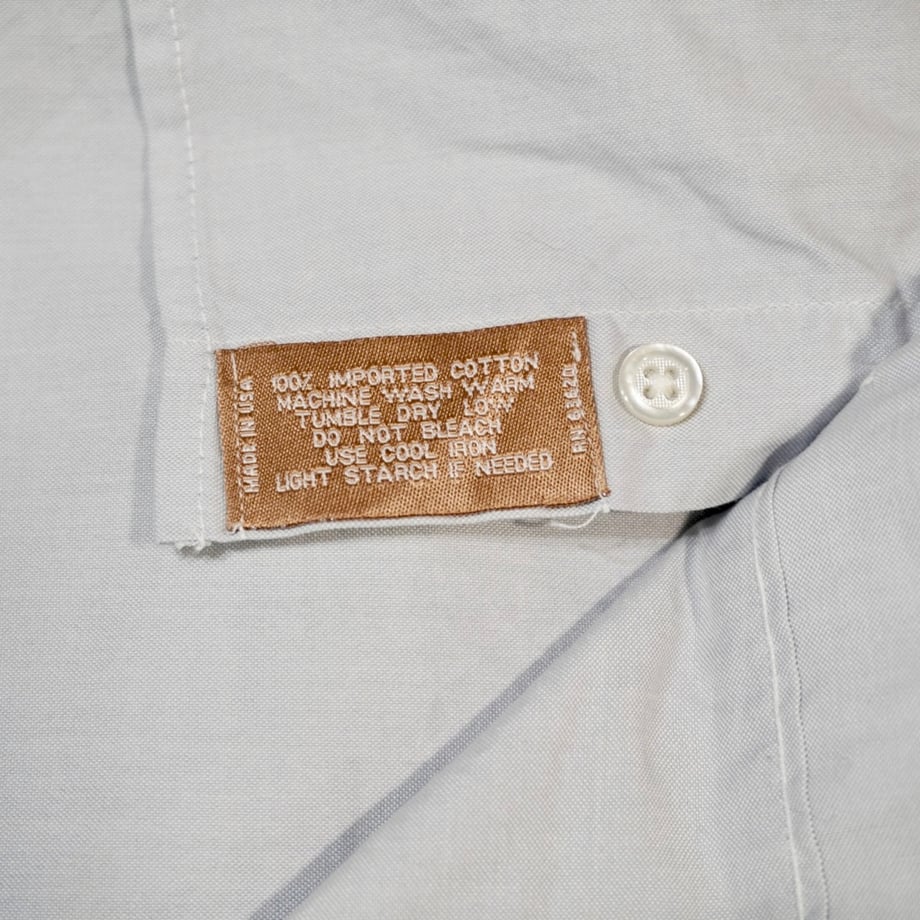 MADE IN USA
100% IMPORTED COTTON
MACHINE WASH WARM
TUMBLE DRY LOW
DO NOT BLEACH
USE COOL IRON
LIGHT STARCH IF NEEDED
RN